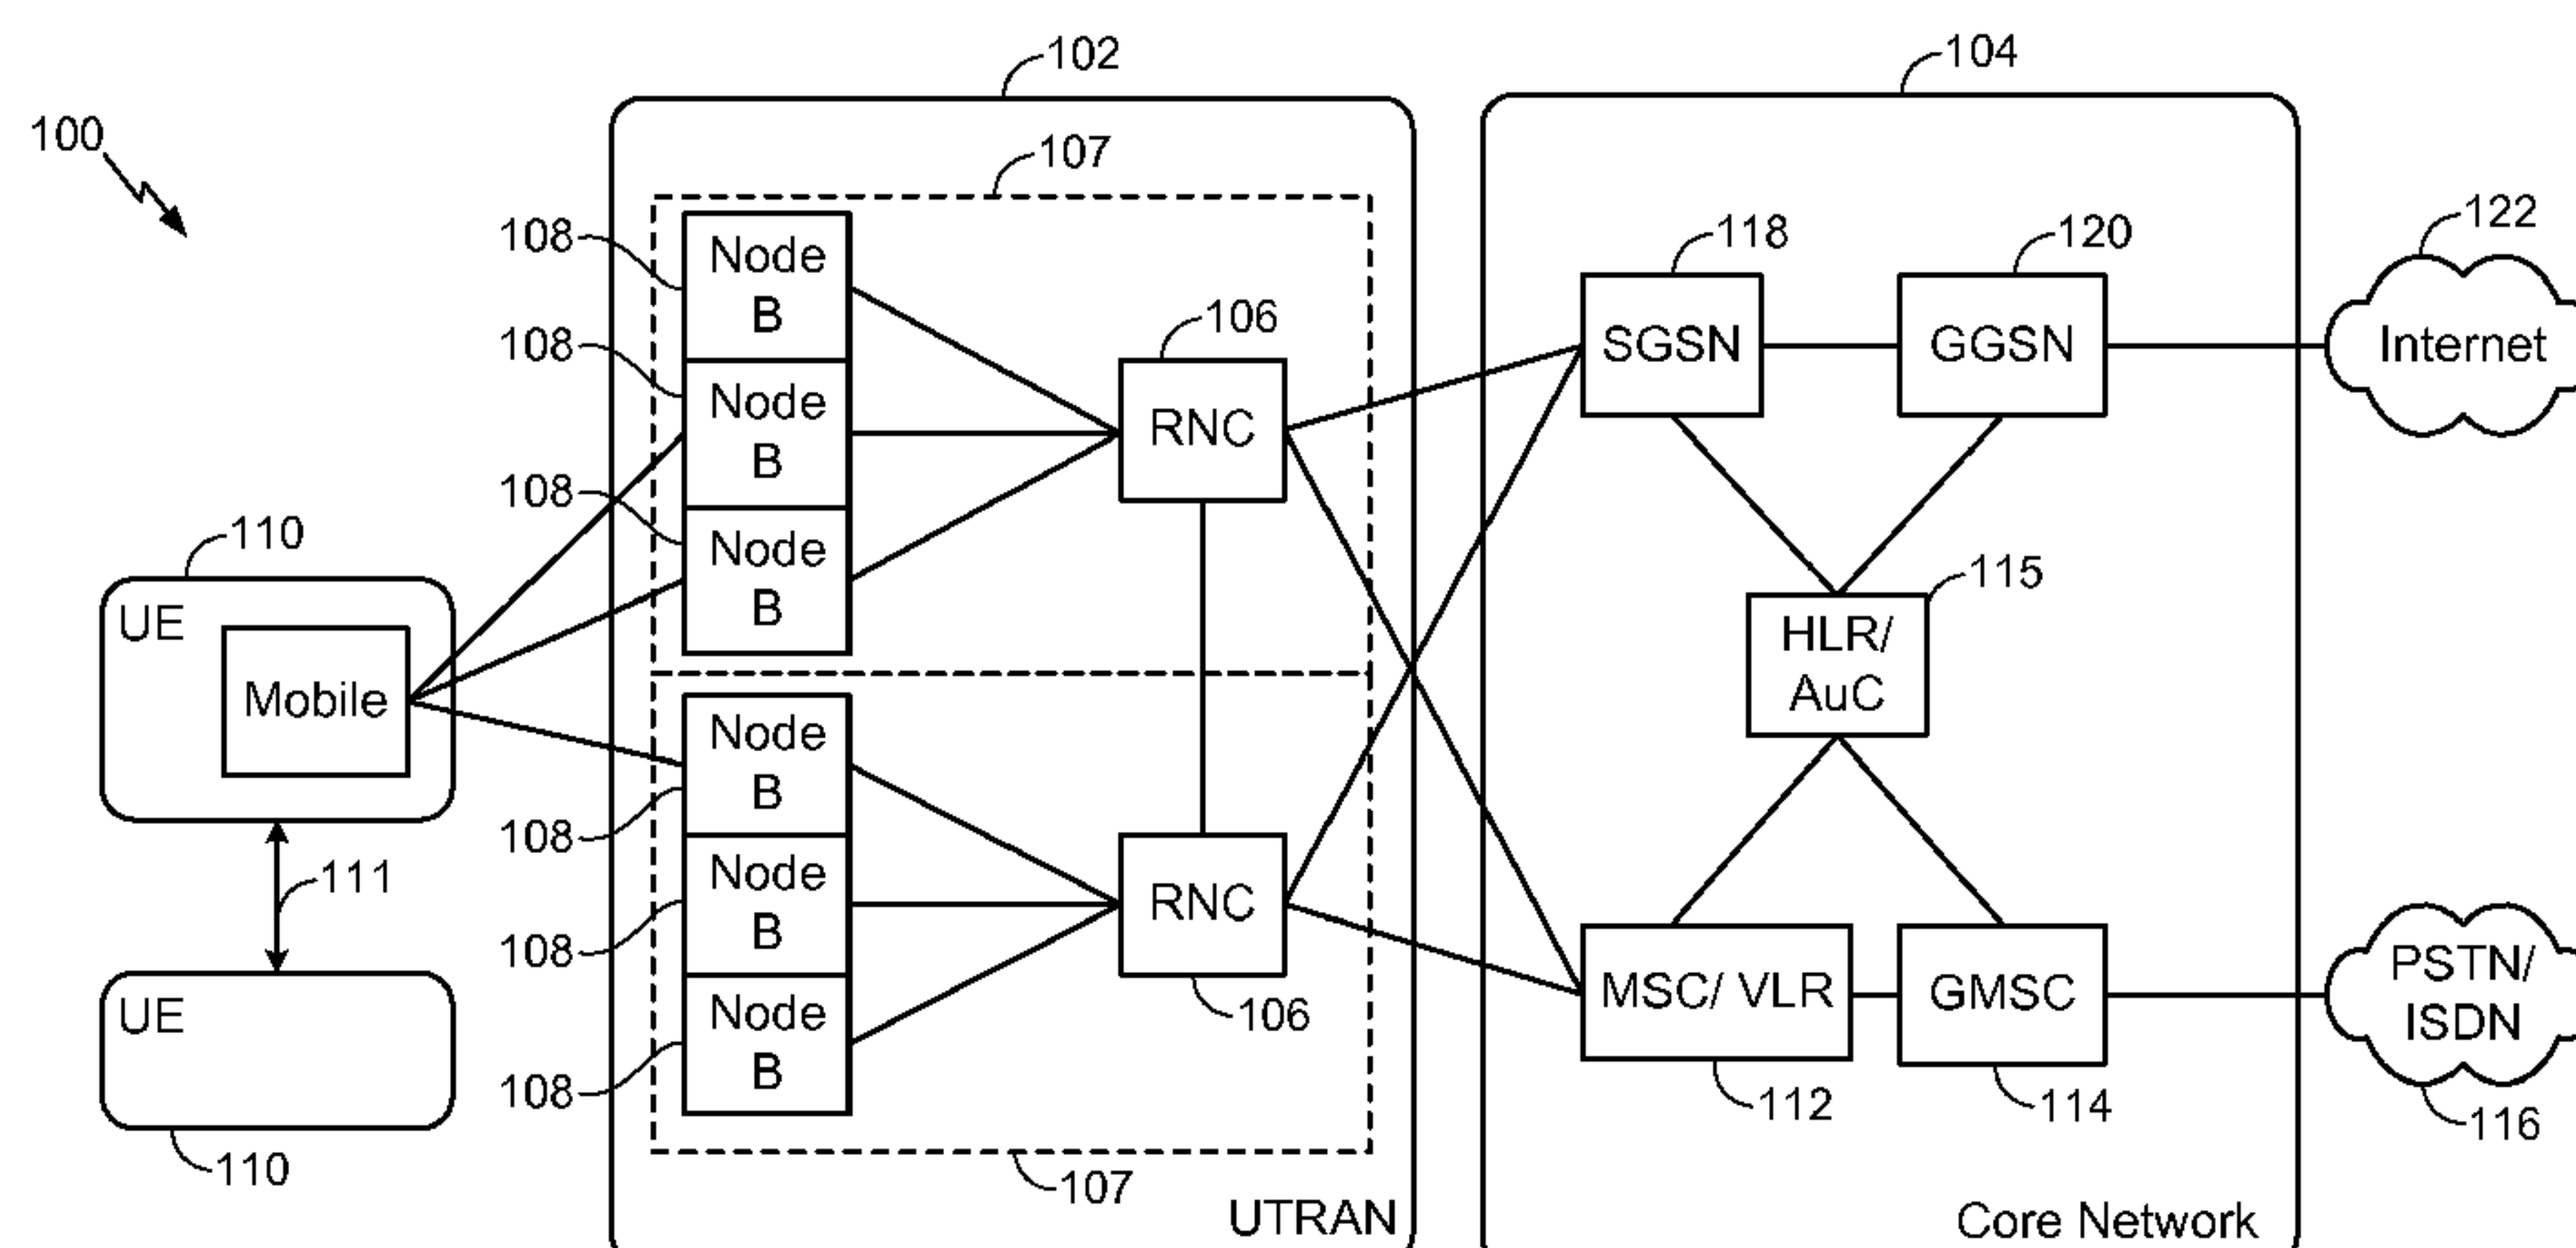 102
104
100
107
122
108
Node
B
118
120
106
108
Node
B
RNC
SGSN
GGSN
Internet
108
Node
B
110
UE
Mobile
115
HLR/
AuC
Node
B
108
111
Node
B
108
RNC
106
MSC/ VLR
GMSC
PSTN/
ISDN
112
114
116
UE
110
Node
B
108
107
UTRAN
Core Network